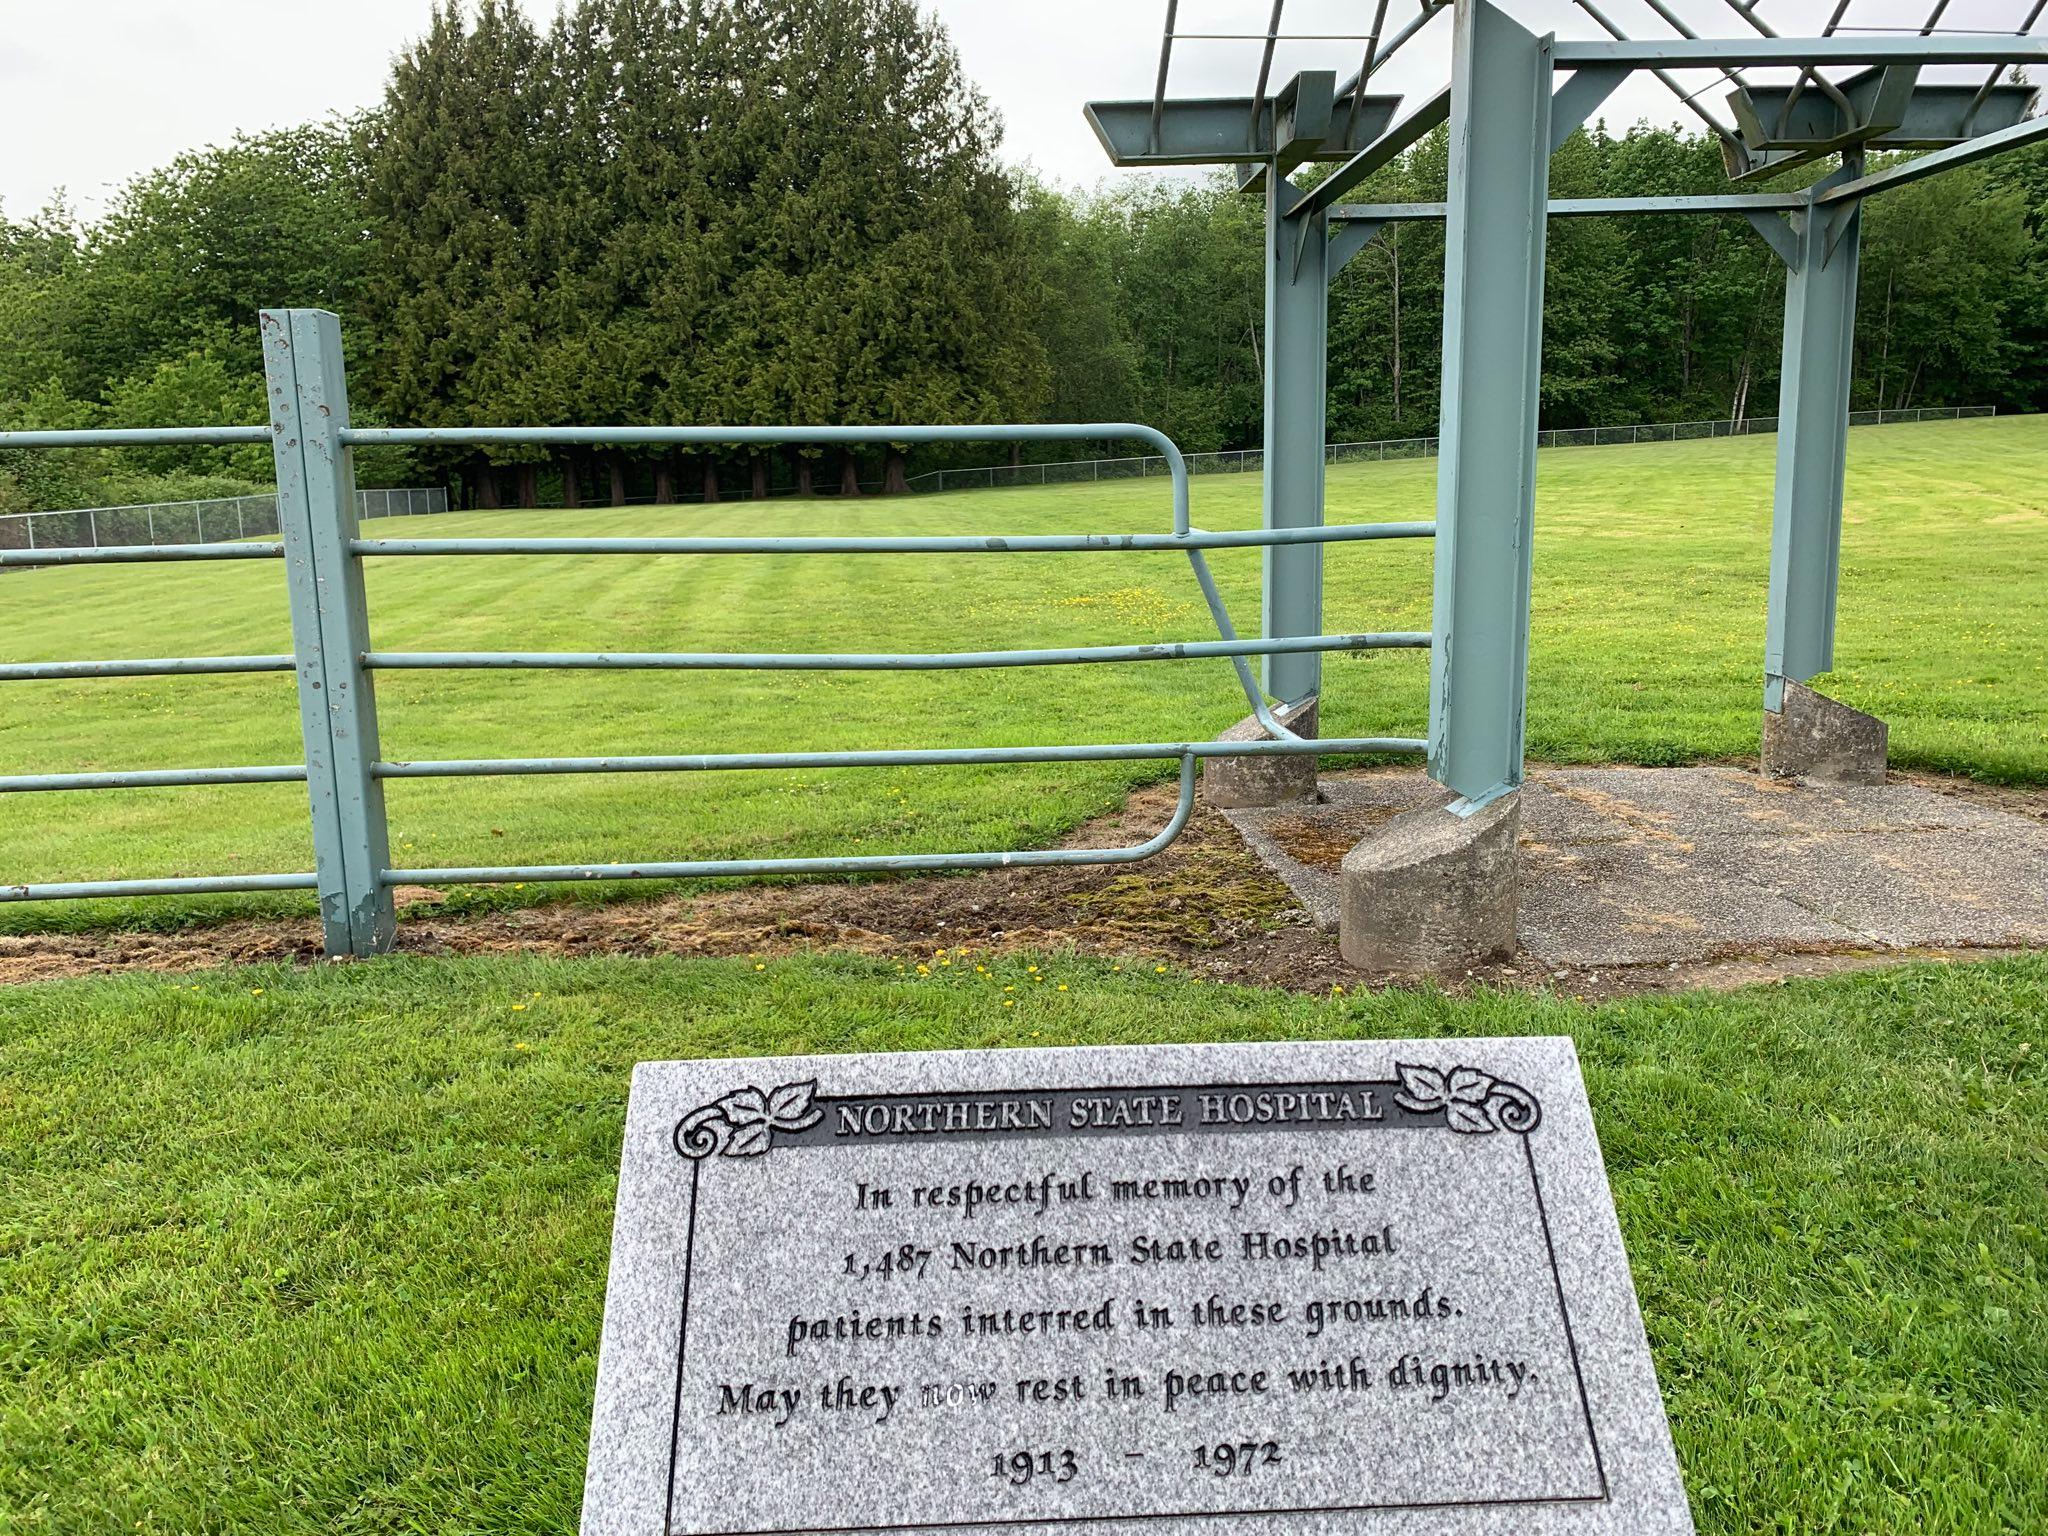 NORTHERN STATE HOSPITAL
In respectful memory of the
1,487 Northern State Hospital
patients interred in these grounds.
May they now rest in peace with dignity.
1913 - 1972